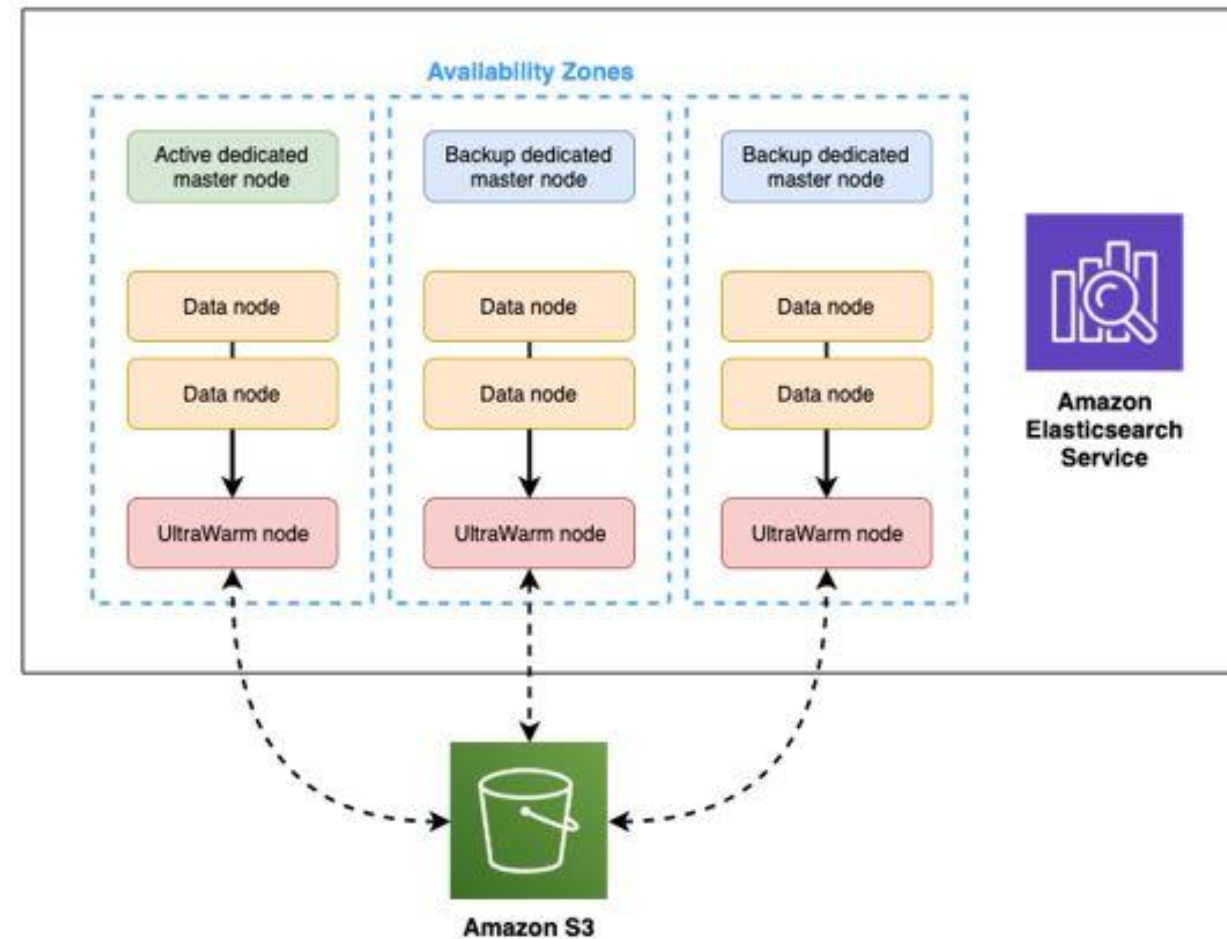 Availability Zones
Active dedicated
master node
Backup dedicated
master node
Backup dedicated
master node
Data node
Data node
Data node
Data node
Data node
Data node
UltraWarm node
UltraWarm node
UltraWarm node
Amazon
Elasticsearch
Service
Amazon S3